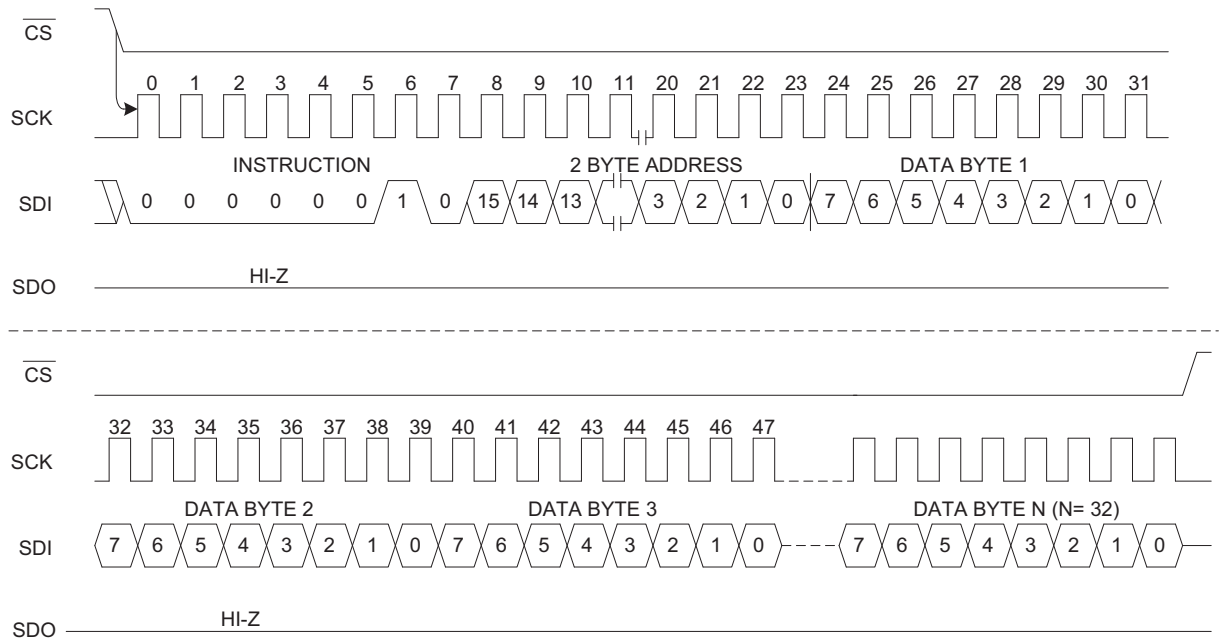 CS
0 1 2 3 4 5 6 7 8 9 10 11 20 21 22 23 24 25 26 27 28 29 30 31
SCK
INSTRUCTION 2 BYTE ADDRESS DATA BYTE 1
SDI 0 0 0 0 0 0 1 0 15 14 13 3 2 1 0 7 6 5 4 3 2 1 0
HI-Z
SDO
CS
32 33 34 35 36 37 38 39 40 41 42 43 44 45 46 47
SCK
DATA BYTE 2 DATA BYTE 3 DATA BYTE N (N= 32)
SDI 7 6 5 4 3 2 1 0 7 6 5 4 3 2 1 0 7 6 5 4 3 2 1 0
HI-Z
SDO